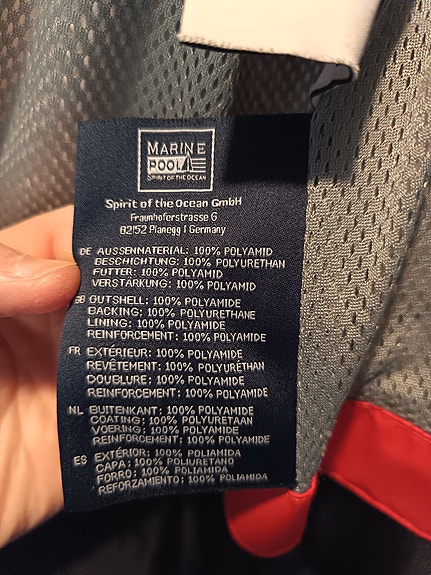 MARINE
POOL
SPIRIT OF THE OCEAN
Spirit of the Ocean GmbH
Fraunhoferstrasse 6
82152 Planegg | Germany
DE AUSSENMATERIAL: 100% POLYAMID
BESCHICHTUNG: 100% POLYURETHAN
FUTTER: 100% POLYAMID
VERSTÄRKUNG: 100% POLYAMID
GB OUTSHELL: 100% POLYAMIDE
BACKING: 100% POLYURETHANE
LINING: 100% POLYAMIDE
REINFORCEMENT: 100% POLYAMIDE
FR EXTÉRIEUR: 100% POLYAMIDE
REVÊTEMENT: 100% POLYURÉTHAN
DOUBLURE: 100% POLYAMIDE
REINFORCEMENT: 100% POLYAMIDE
NL BUITENKANT: 100% POLYAMIDE
COATING: 100% POLYURETAAN
VOERING: 100% POLYAMIDE
REINFORCEMENT: 100% POLYAMIDE
ES EXTÉRIOR: 100% POLIAMIDA
CAPA: 100% POLIURETANO
FORRO: 100% POLIAMIDA
REFORZAMIENTO: 100% POLIAMIDA